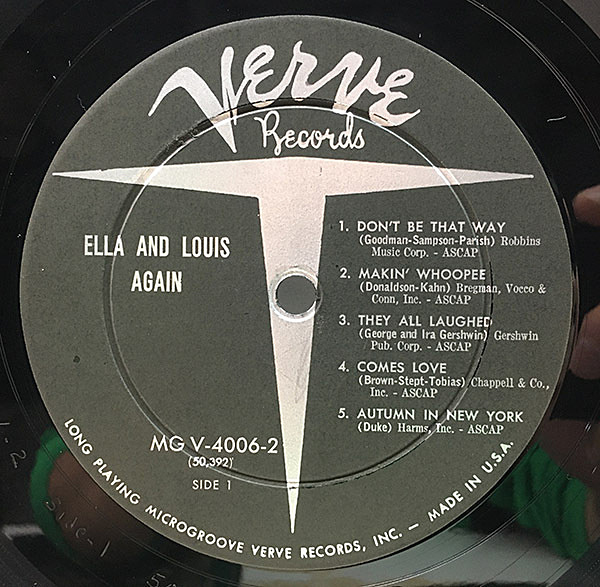 Verve
Records
ELLA AND LOUIS
AGAIN
1. DON'T BE THAT WAY
(Goodman-Sampson-Parish) Robbins
Music Corp. - ASCAP
2. MAKIN' WHOOPEE
(Donaldson-Kahn) Bregman, Vocco &
Conn, Inc. - ASCAP
3. THEY ALL LAUGHED
(George and Ira Gershwin) Gershwin
Pub. Corp. - ASCAP
4. COMES LOVE
(Brown-Stept-Tobias) Chappell & Co.,
Inc. - ASCAP
5. AUTUMN IN NEW YORK
(Duke) Harms, Inc. - ASCAP
MG V-4006-2
(50,392)
SIDE 1
LONG PLAYING MICROGROOVE VERVE RECORDS, INC. — MADE IN U.S.A.